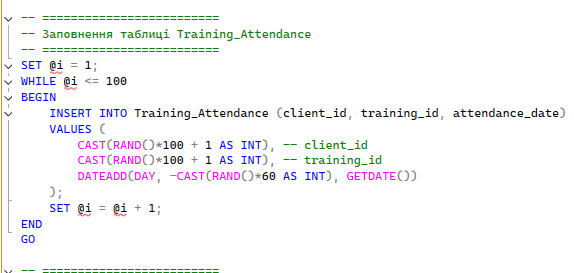 -- =========================
-- Заповнення таблиці Training_Attendance
-- =========================
SET @i = 1;
WHILE @i <= 100
BEGIN
    INSERT INTO Training_Attendance (client_id, training_id, attendance_date)
    VALUES (
        CAST(RAND()*100 + 1 AS INT), -- client_id
        CAST(RAND()*100 + 1 AS INT), -- training_id
        DATEADD(DAY, -CAST(RAND()*60 AS INT), GETDATE())
    );
    SET @i = @i + 1;
END
GO
-- =========================